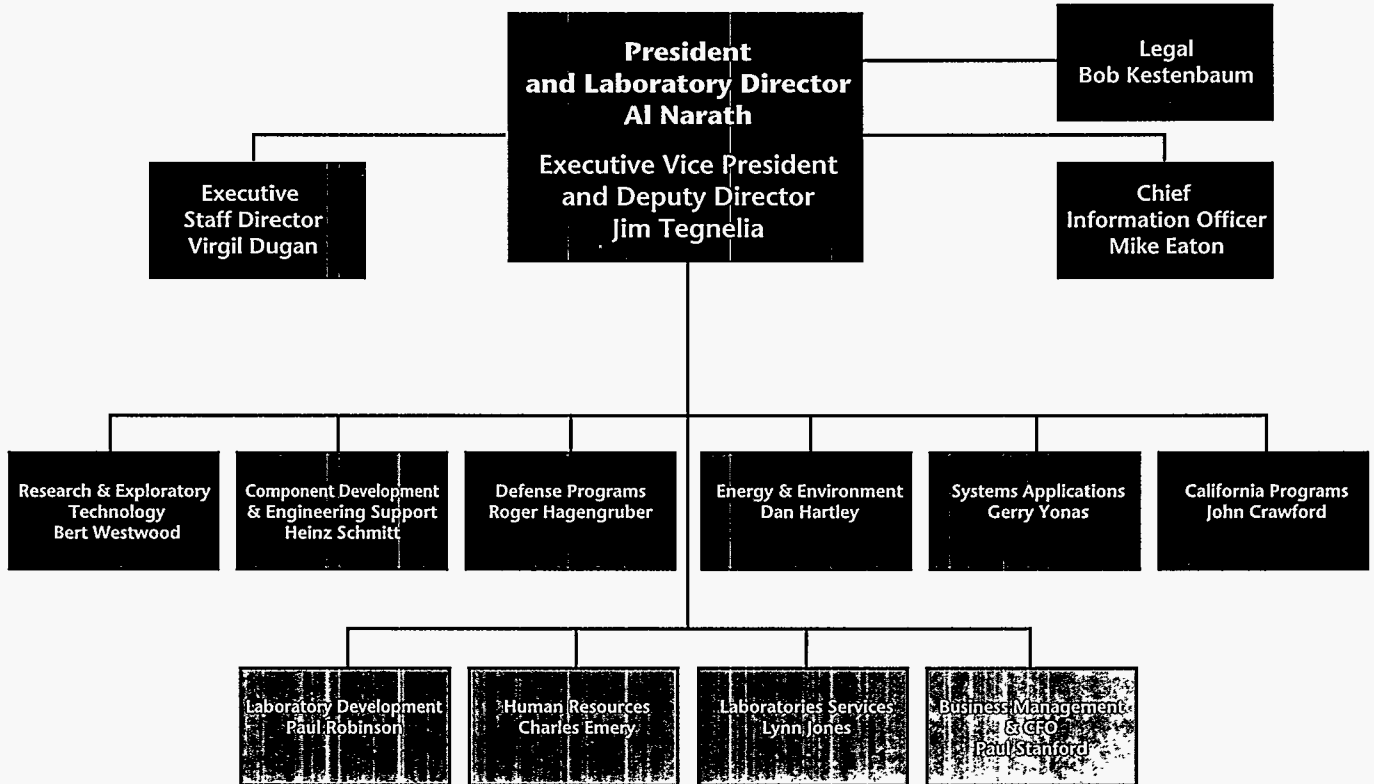 President
and Laboratory Director
Al Narath
Executive Vice President
and Deputy Director
Jim Tegnelia
Legal
Bob Kestenbaum
Executive
Staff Director
Virgil Dugan
Chief
Information Officer
Mike Eaton
Research & Exploratory
Technology
Bert Westwood
Component Development
& Engineering Support
Heinz Schmitt
Defense Programs
Roger Hagengruber
Energy & Environment
Dan Hartley
Systems Applications
Gerry Yonas
California Programs
John Crawford
Laboratory Development
Paul Robinson
Human Resources
Charles Emery
Laboratories Services
Lynn Jones
Business Management
& CFO
Paul Stanford